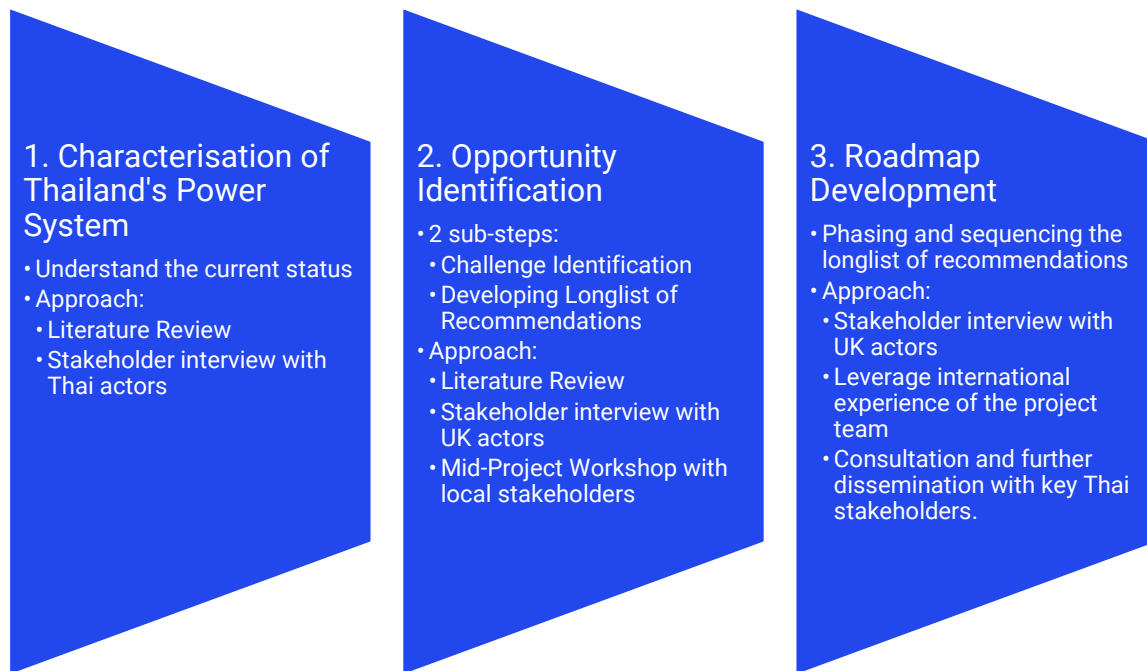 1. Characterisation of
Thailand's Power
System
• Understand the current status
• Approach:
• Literature Review
• Stakeholder interview with
Thai actors
2. Opportunity
Identification
• 2 sub-steps:
• Challenge Identification
• Developing Longlist of
Recommendations
• Approach:
• Literature Review
• Stakeholder interview with
UK actors
• Mid-Project Workshop with
local stakeholders
3. Roadmap
Development
• Phasing and sequencing the
longlist of recommendations
• Approach:
• Stakeholder interview with
UK actors
• Leverage international
experience of the project
team
• Consultation and further
dissemination with key Thai
stakeholders.